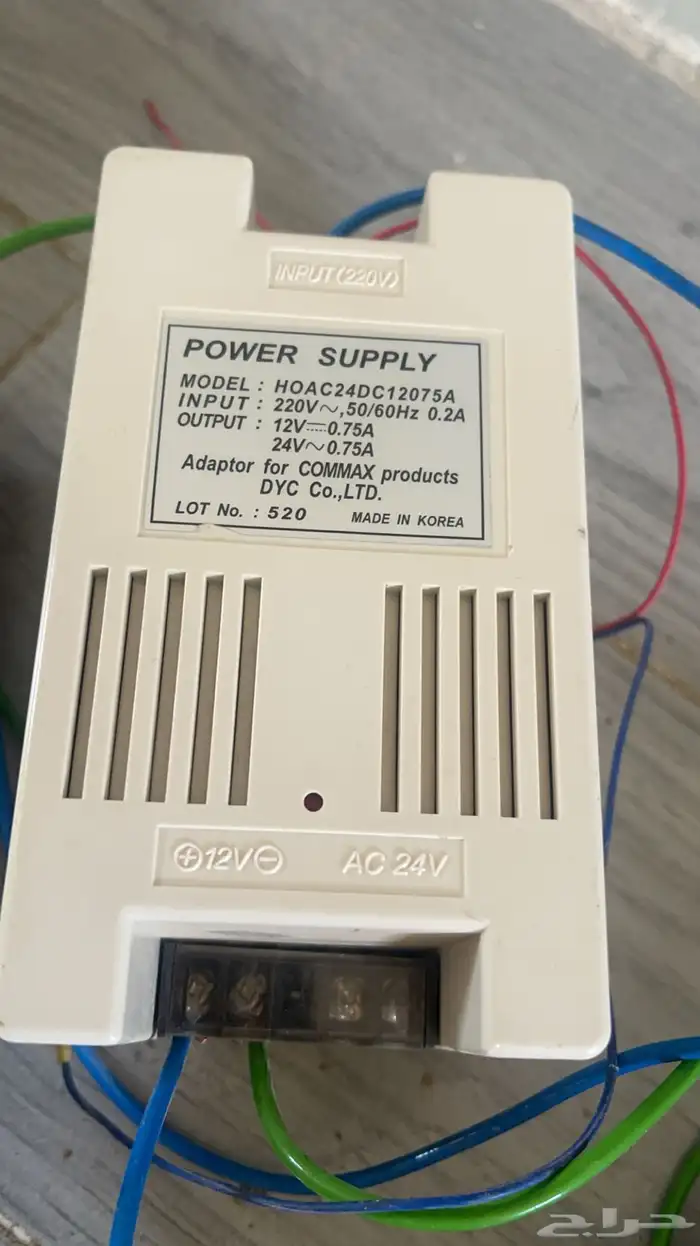 INPUT(220V)
POWER SUPPLY
MODEL : HOAC24DC12075A
INPUT : 220V∼,50/60Hz 0.2A
OUTPUT : 12V⎓0.75A
24V∼0.75A
Adaptor for COMMAX products
DYC Co.,LTD.
LOT No. : 520 MADE IN KOREA
⊕12V⊖ AC 24V
حراج